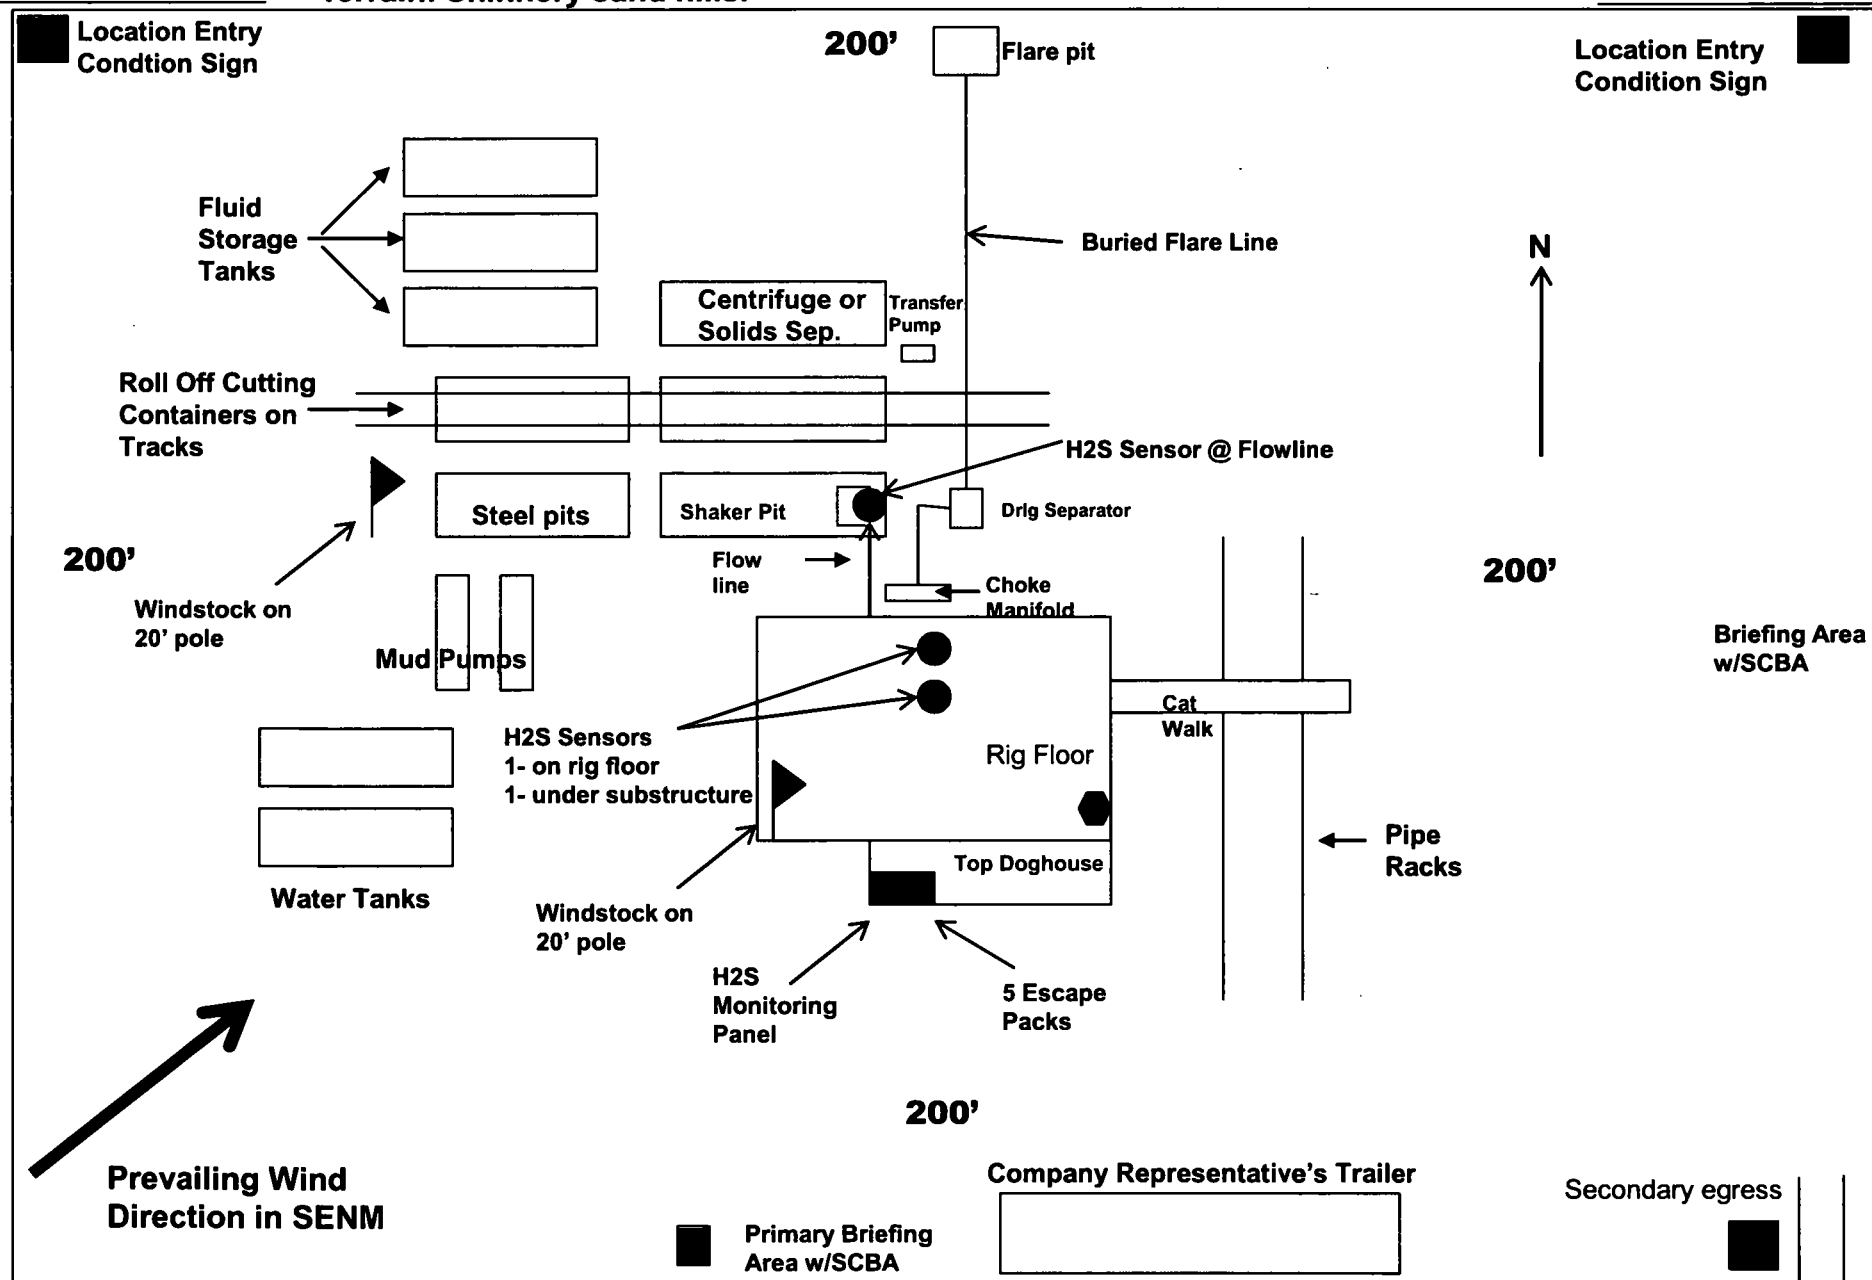 Location Entry
Condtion Sign
200'
Flare pit
Location Entry
Condition Sign
Fluid
Storage
Tanks
Buried Flare Line
N
Centrifuge or
Solids Sep.
Transfer
Pump
Roll Off Cutting
Containers on
Tracks
H2S Sensor @ Flowline
Steel pits
Shaker Pit
Drlg Separator
200'
Flow
line
200'
Choke
Manifold
Windstock on
20' pole
Briefing Area
w/SCBA
Mud Pumps
Cat
Walk
H2S Sensors
1- on rig floor
1- under substructure
Rig Floor
Pipe
Racks
Top Doghouse
Water Tanks
Windstock on
20' pole
H2S
Monitoring
Panel
5 Escape
Packs
200'
Prevailing Wind
Direction in SENM
Company Representative's Trailer
Secondary egress
Primary Briefing
Area w/SCBA